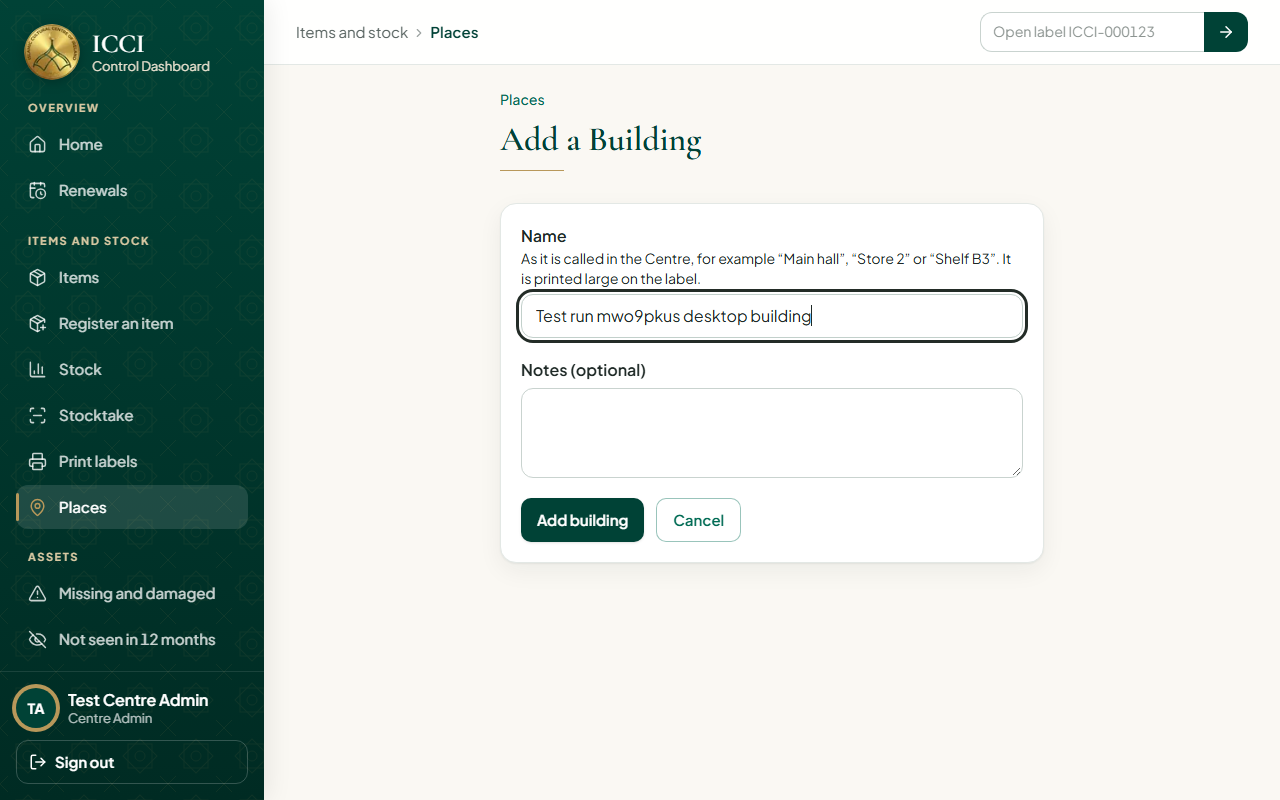 ICCI
Control Dashboard
OVERVIEW
Home
Renewals
ITEMS AND STOCK
Items
Register an item
Stock
Stocktake
Print labels
Places
ASSETS
Missing and damaged
Not seen in 12 months
TA
Test Centre Admin
Centre Admin
Sign out
Items and stock > Places
Open label ICCI-000123
Places
Add a Building
Name
As it is called in the Centre, for example “Main hall”, “Store 2” or “Shelf B3”. It
is printed large on the label.
Test run mwo9pkus desktop building
Notes (optional)
Add building
Cancel